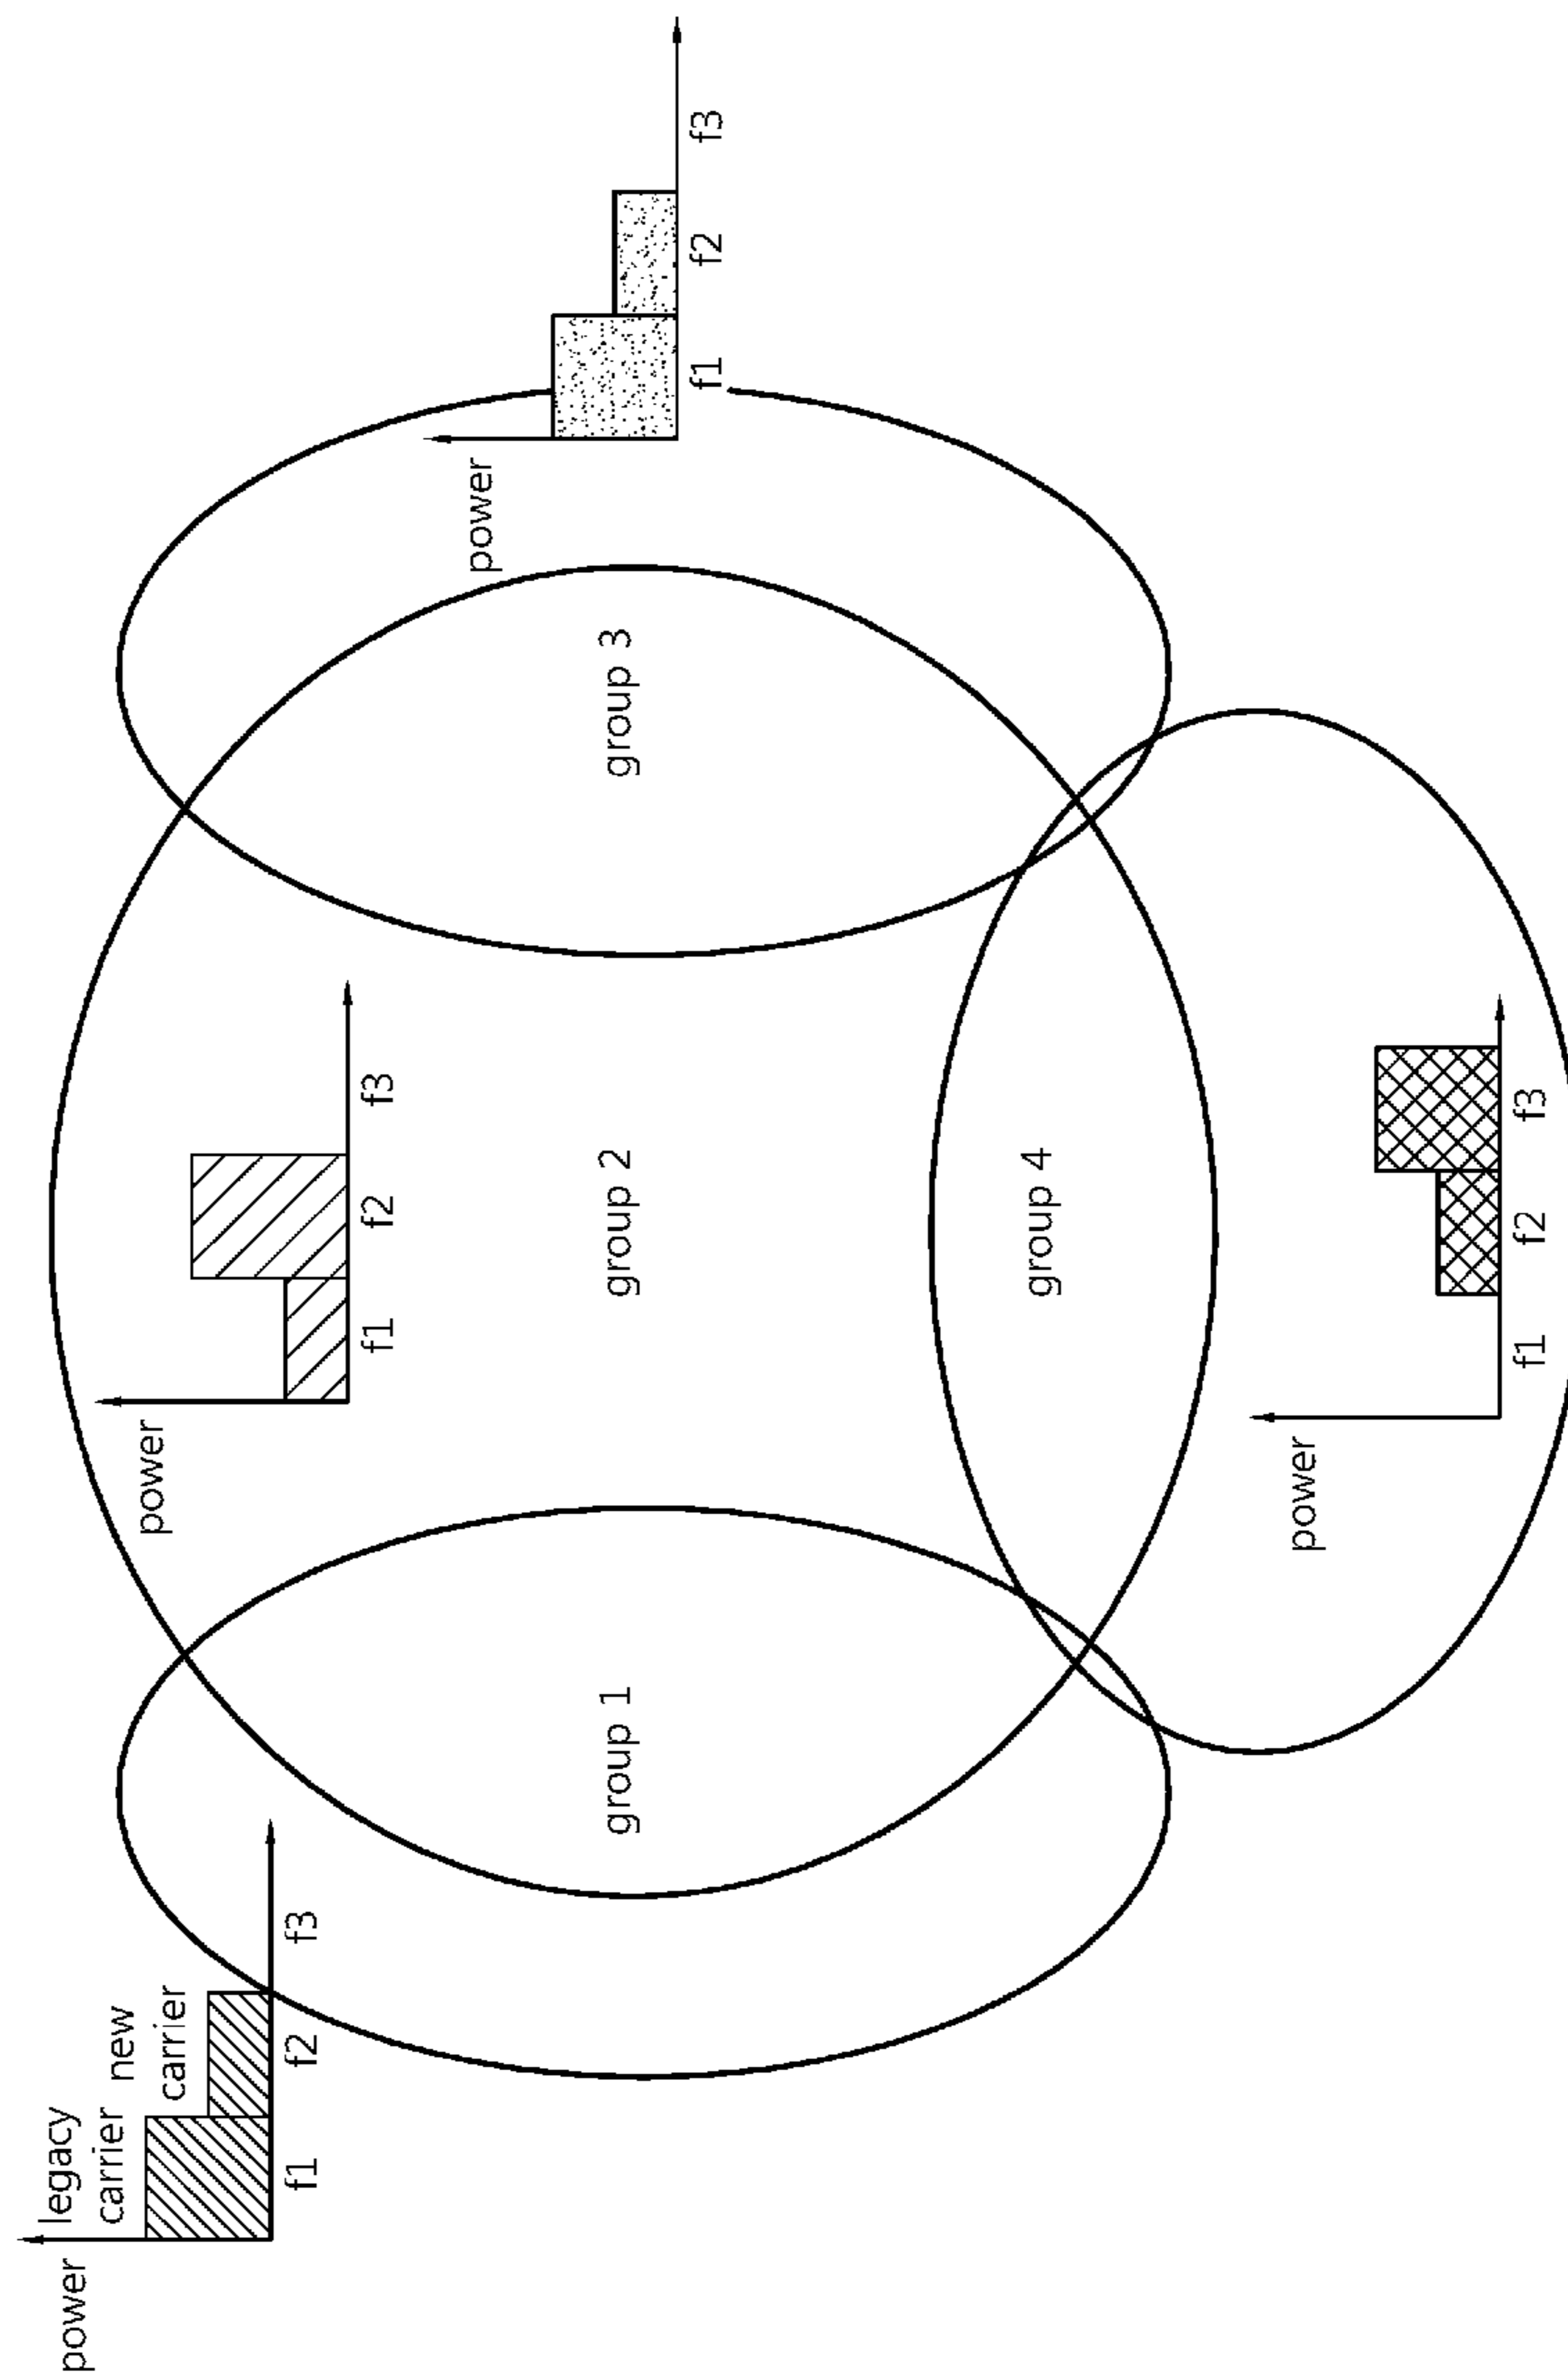 power
legacy
carrier
new
carrier
f1 f2 f3
power
f1 f2 f3
power
f1 f2 f3
group 1
group 2
group 3
group 4
power
f1 f2 f3